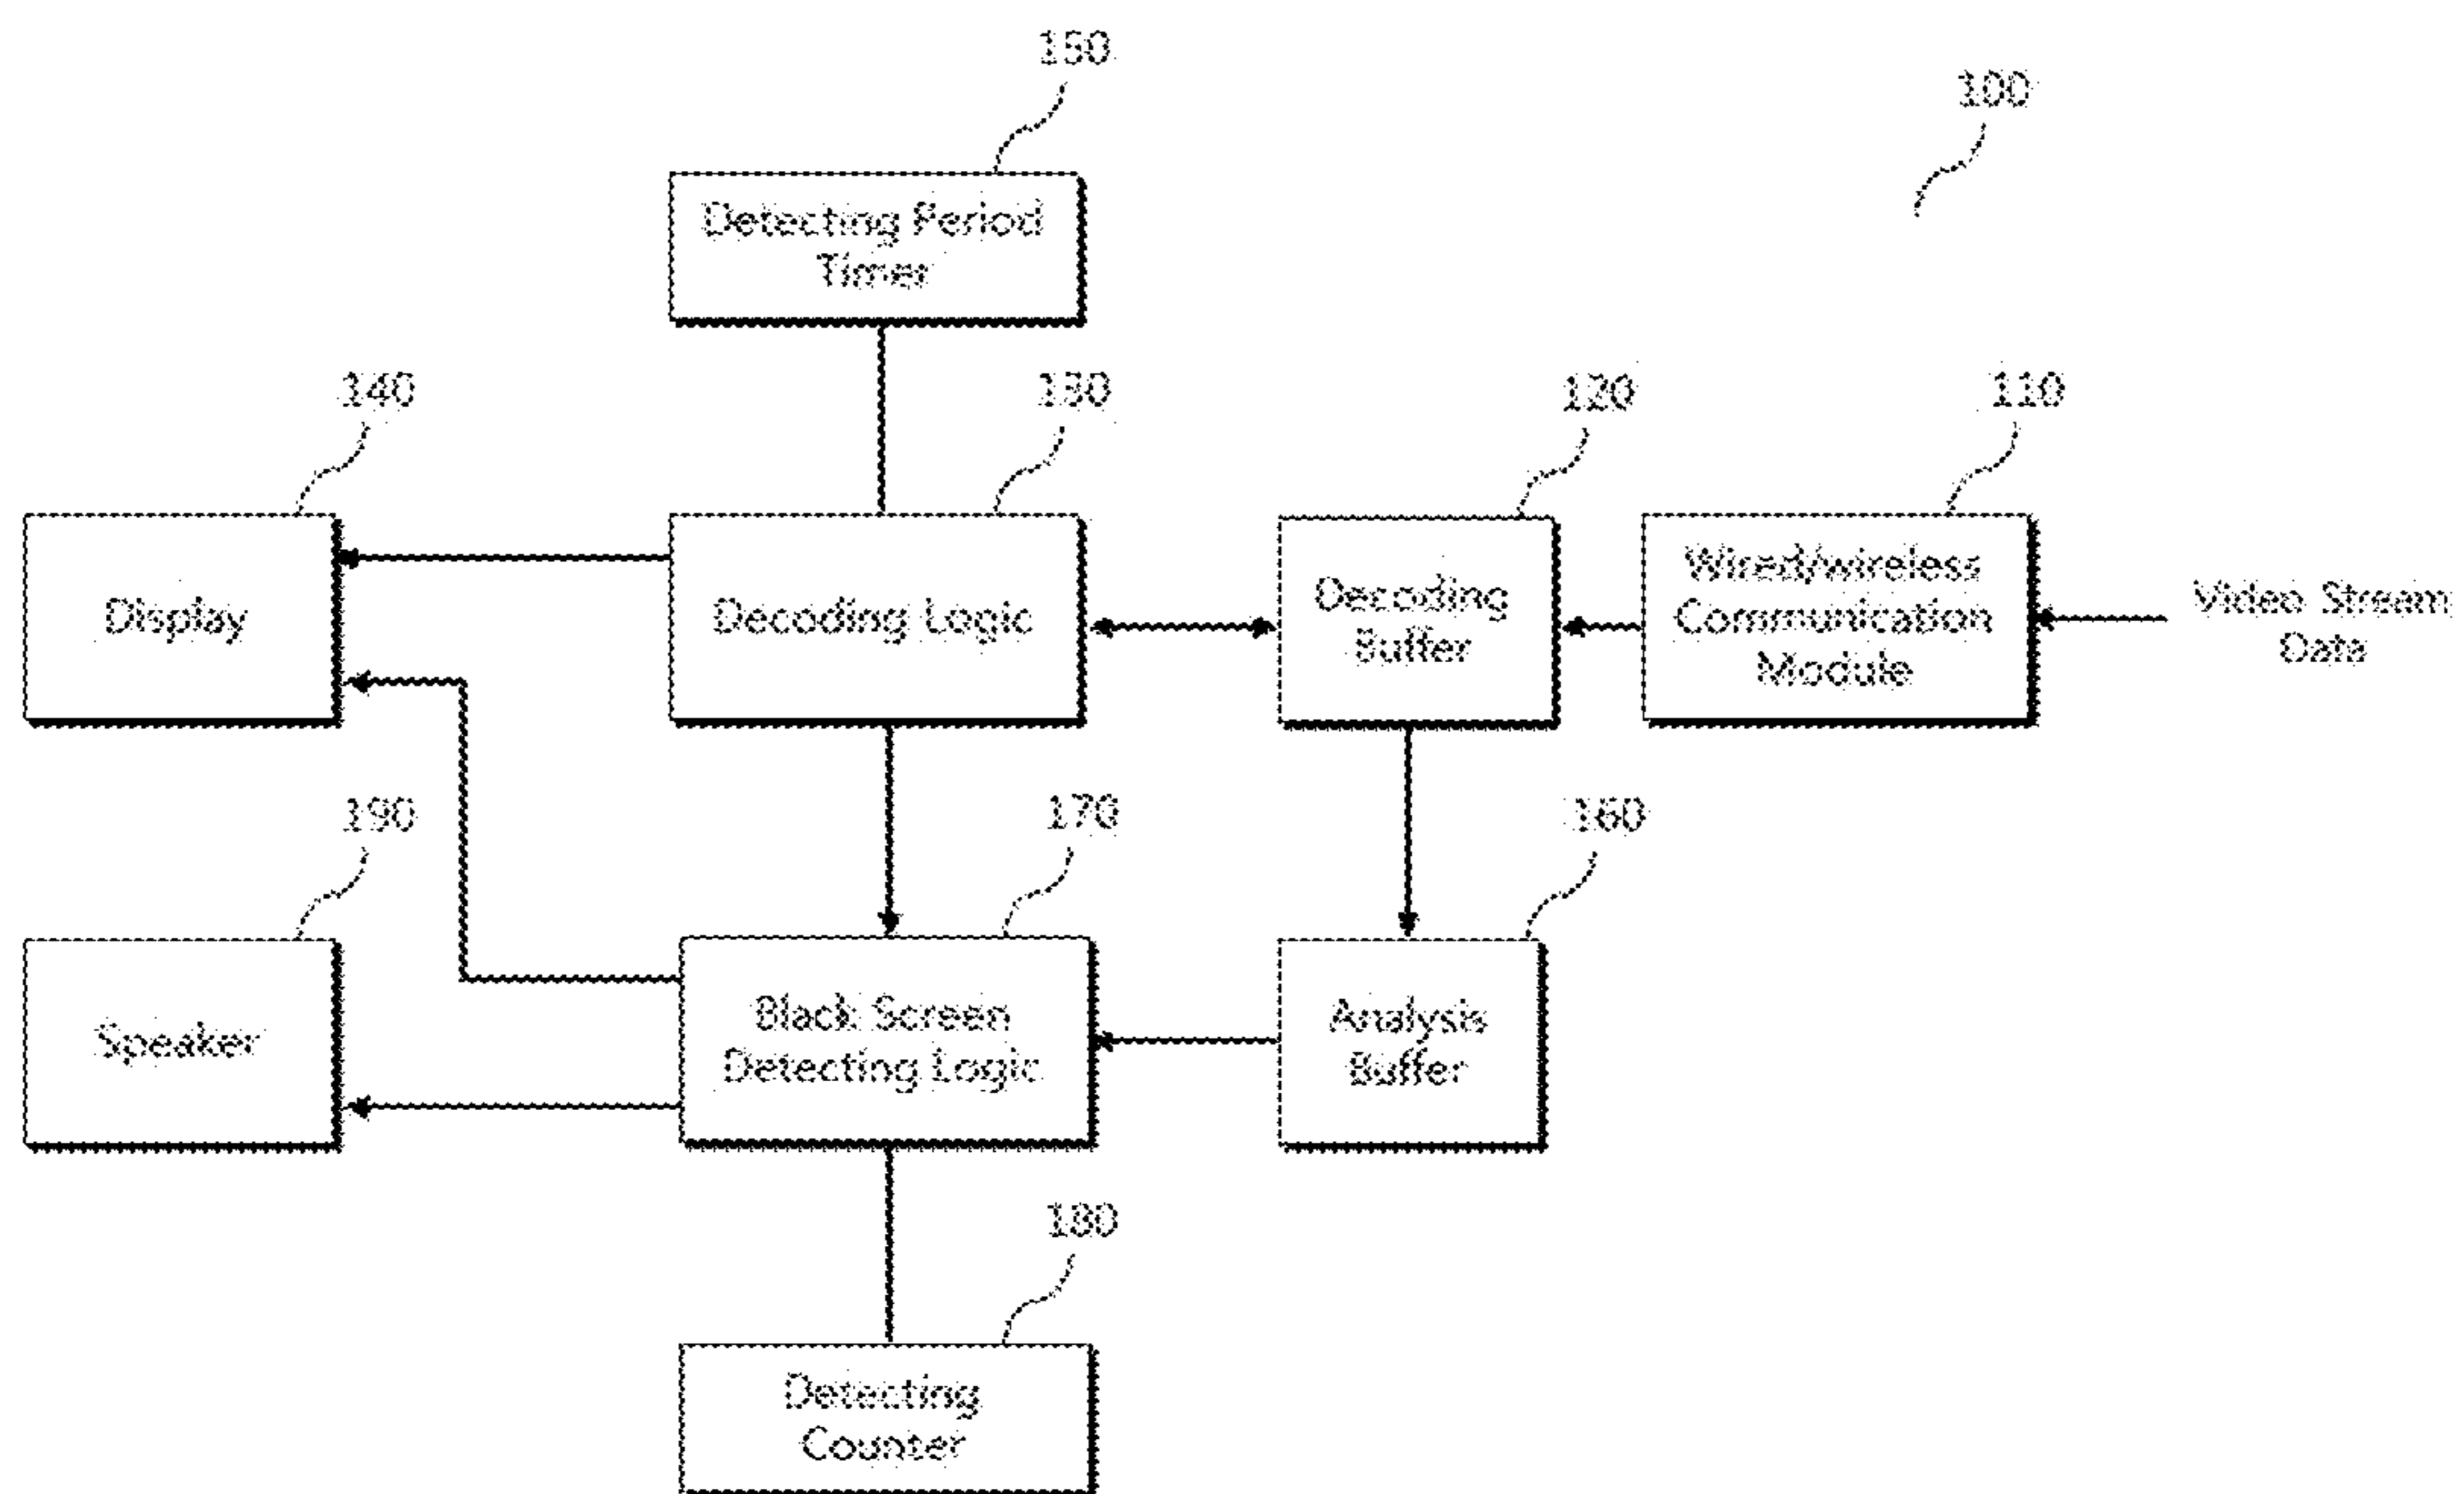 150
100
Detecting Period
Timer
140
130
120
110
Display
Decoding Logic
Decoding
Buffer
Wired/wireless
Communication
Module
Video Stream
Data
190
170
160
Speaker
Black Screen
Detecting Logic
Analysis
Buffer
180
Detecting
Counter